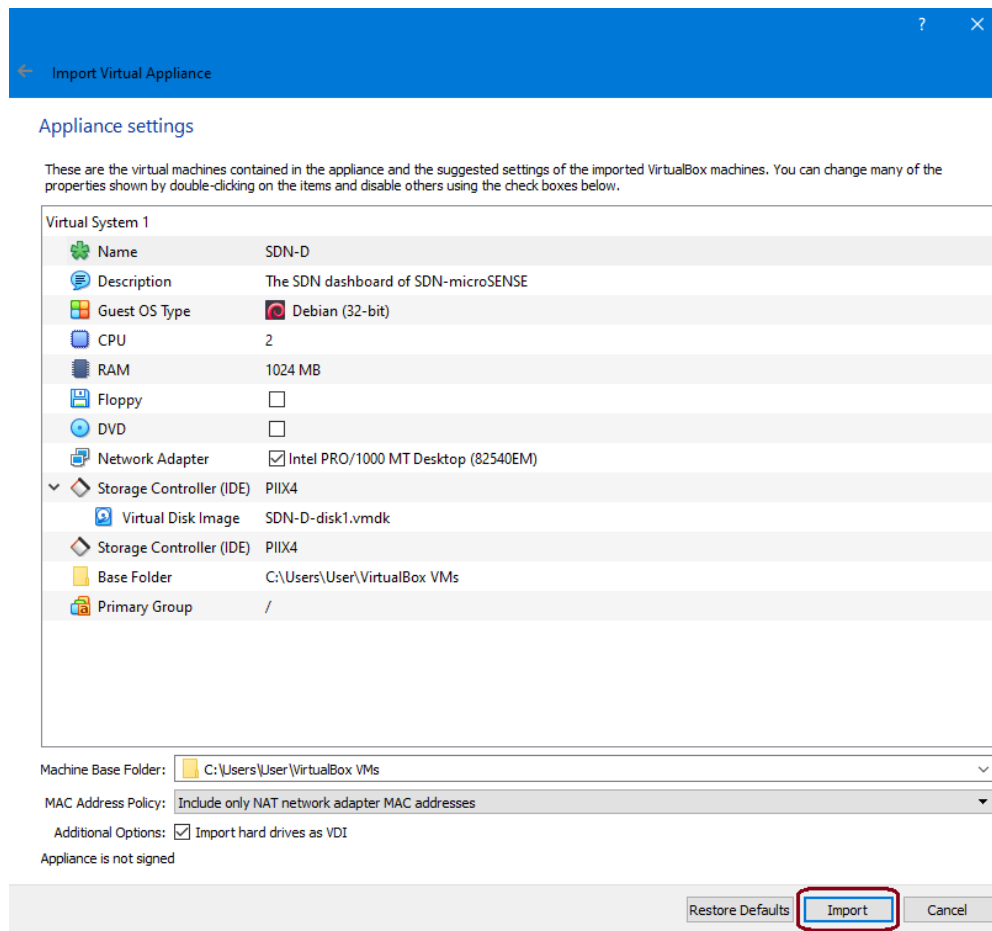 ?
Import Virtual Appliance
Appliance settings
These are the virtual machines contained in the appliance and the suggested settings of the imported VirtualBox machines. You can change many of the
properties shown by double-clicking on the items and disable others using the check boxes below.
Virtual System 1
Name SDN-D
Description The SDN dashboard of SDN-microSENSE
Guest OS Type Debian (32-bit)
CPU 2
RAM 1024 MB
Floppy
DVD
Network Adapter Intel PRO/1000 MT Desktop (82540EM)
Storage Controller (IDE) PIIX4
Virtual Disk Image SDN-D-disk1.vmdk
Storage Controller (IDE) PIIX4
Base Folder C:\Users\User\VirtualBox VMs
Primary Group /
Machine Base Folder: C:\Users\User\VirtualBox VMs
MAC Address Policy: Include only NAT network adapter MAC addresses
Additional Options: Import hard drives as VDI
Appliance is not signed
Restore Defaults Import Cancel